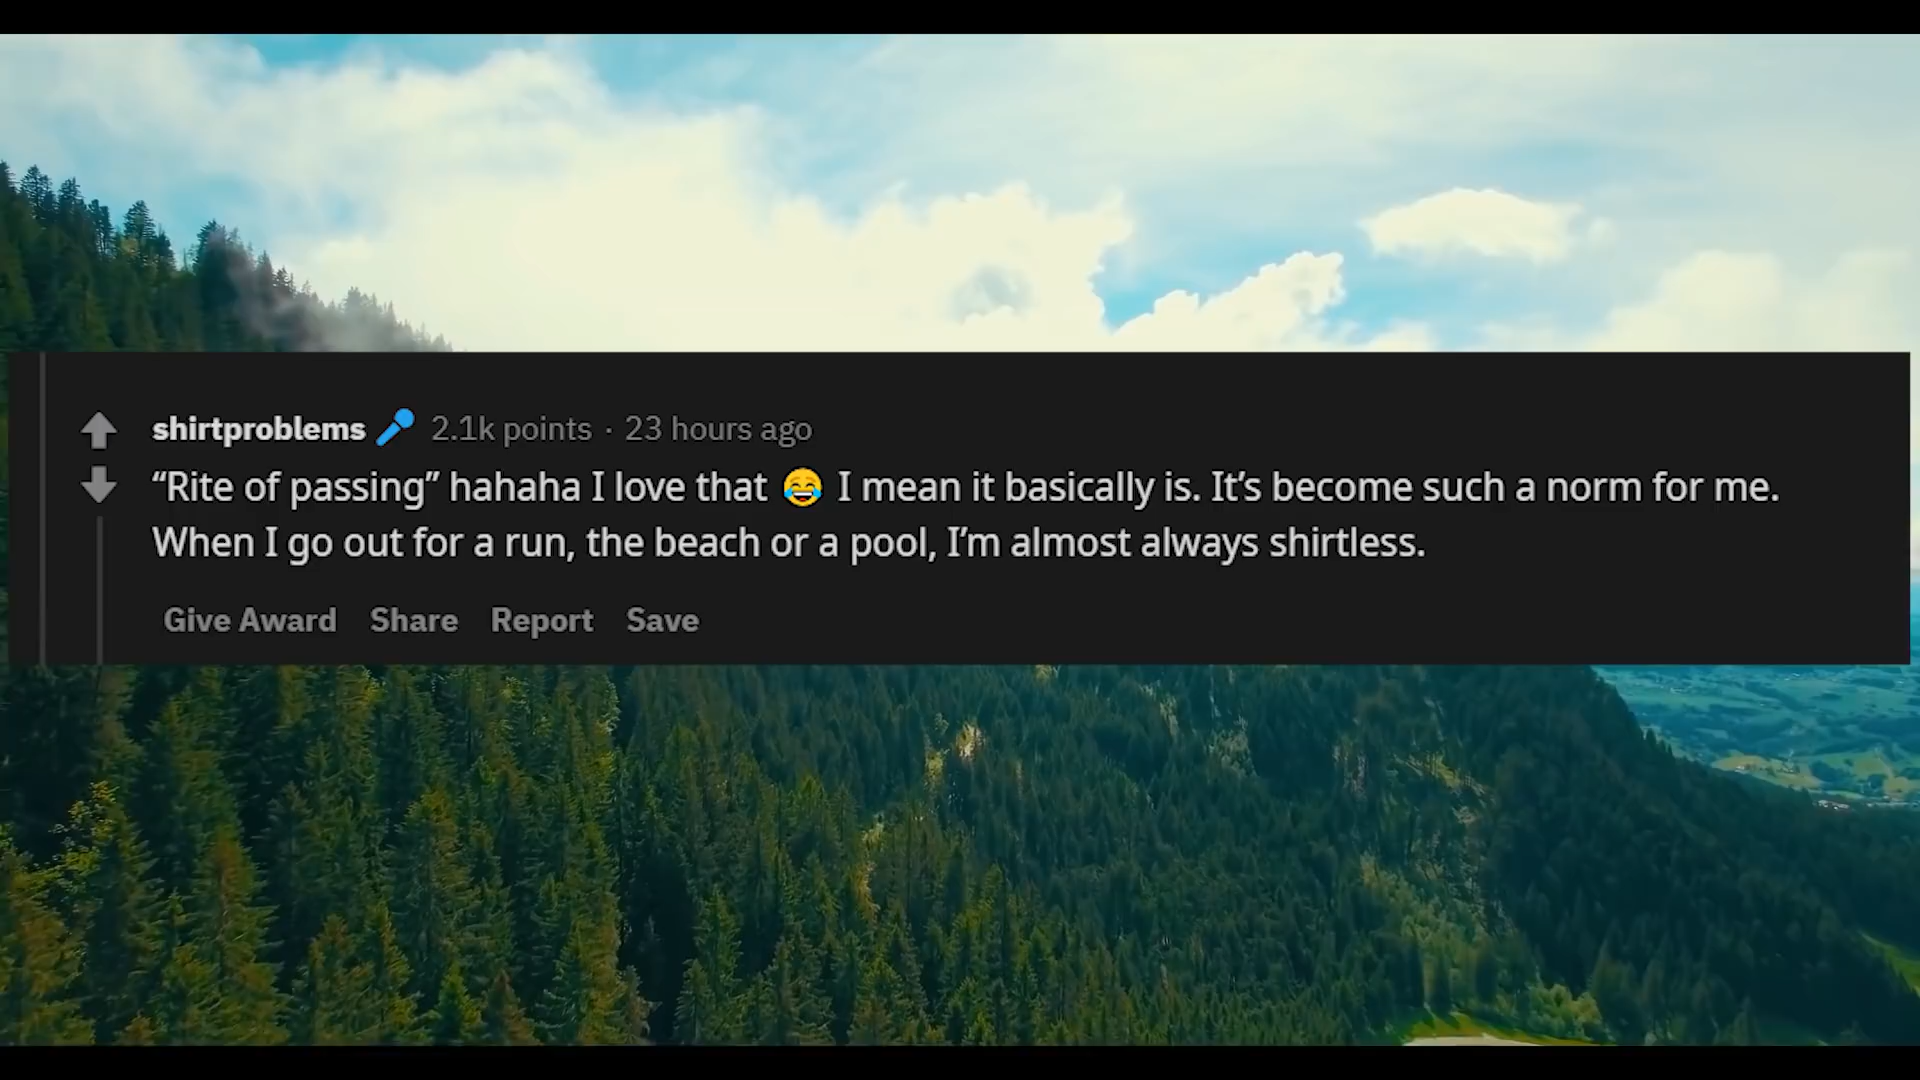 shirtproblems 🎤 2.1k points · 23 hours ago
“Rite of passing” hahaha I love that 😂 I mean it basically is. It’s become such a norm for me.
When I go out for a run, the beach or a pool, I’m almost always shirtless.
Give Award Share Report Save